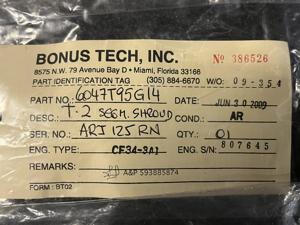 BONUS TECH, INC. № 386526
8575 N.W. 79 Avenue Bay D • Miami, Florida 33166
PART IDENTIFICATION TAG (305) 884-6670 W/O: 09-354
PART NO.: 6047T95G14 DATE: JUN 30 2009
DESC.: T-2 SEGM. SHROUD COND.: AR
SER. NO.: ART 125 RN QTY.: 01
ENG. TYPE: CF34-3A1 ENG. S/N: 807645
REMARKS: A&P 593885874
FORM: BT02